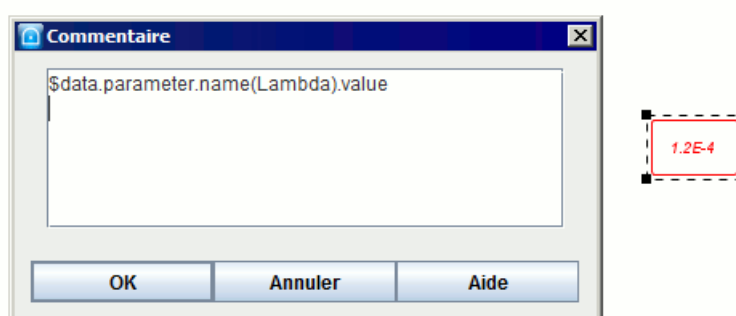 Commentaire
$data.parameter.name(Lambda).value
1.2E-4
OK
Annuler
Aide